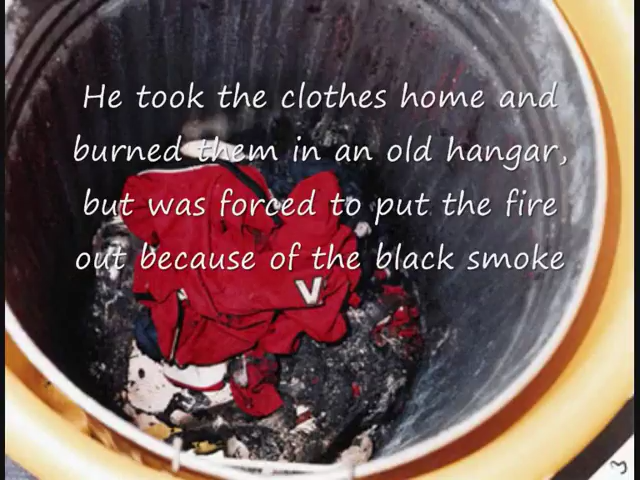 He took the clothes home and
burned them in an old hangar,
but was forced to put the fire
out because of the black smoke
V
3